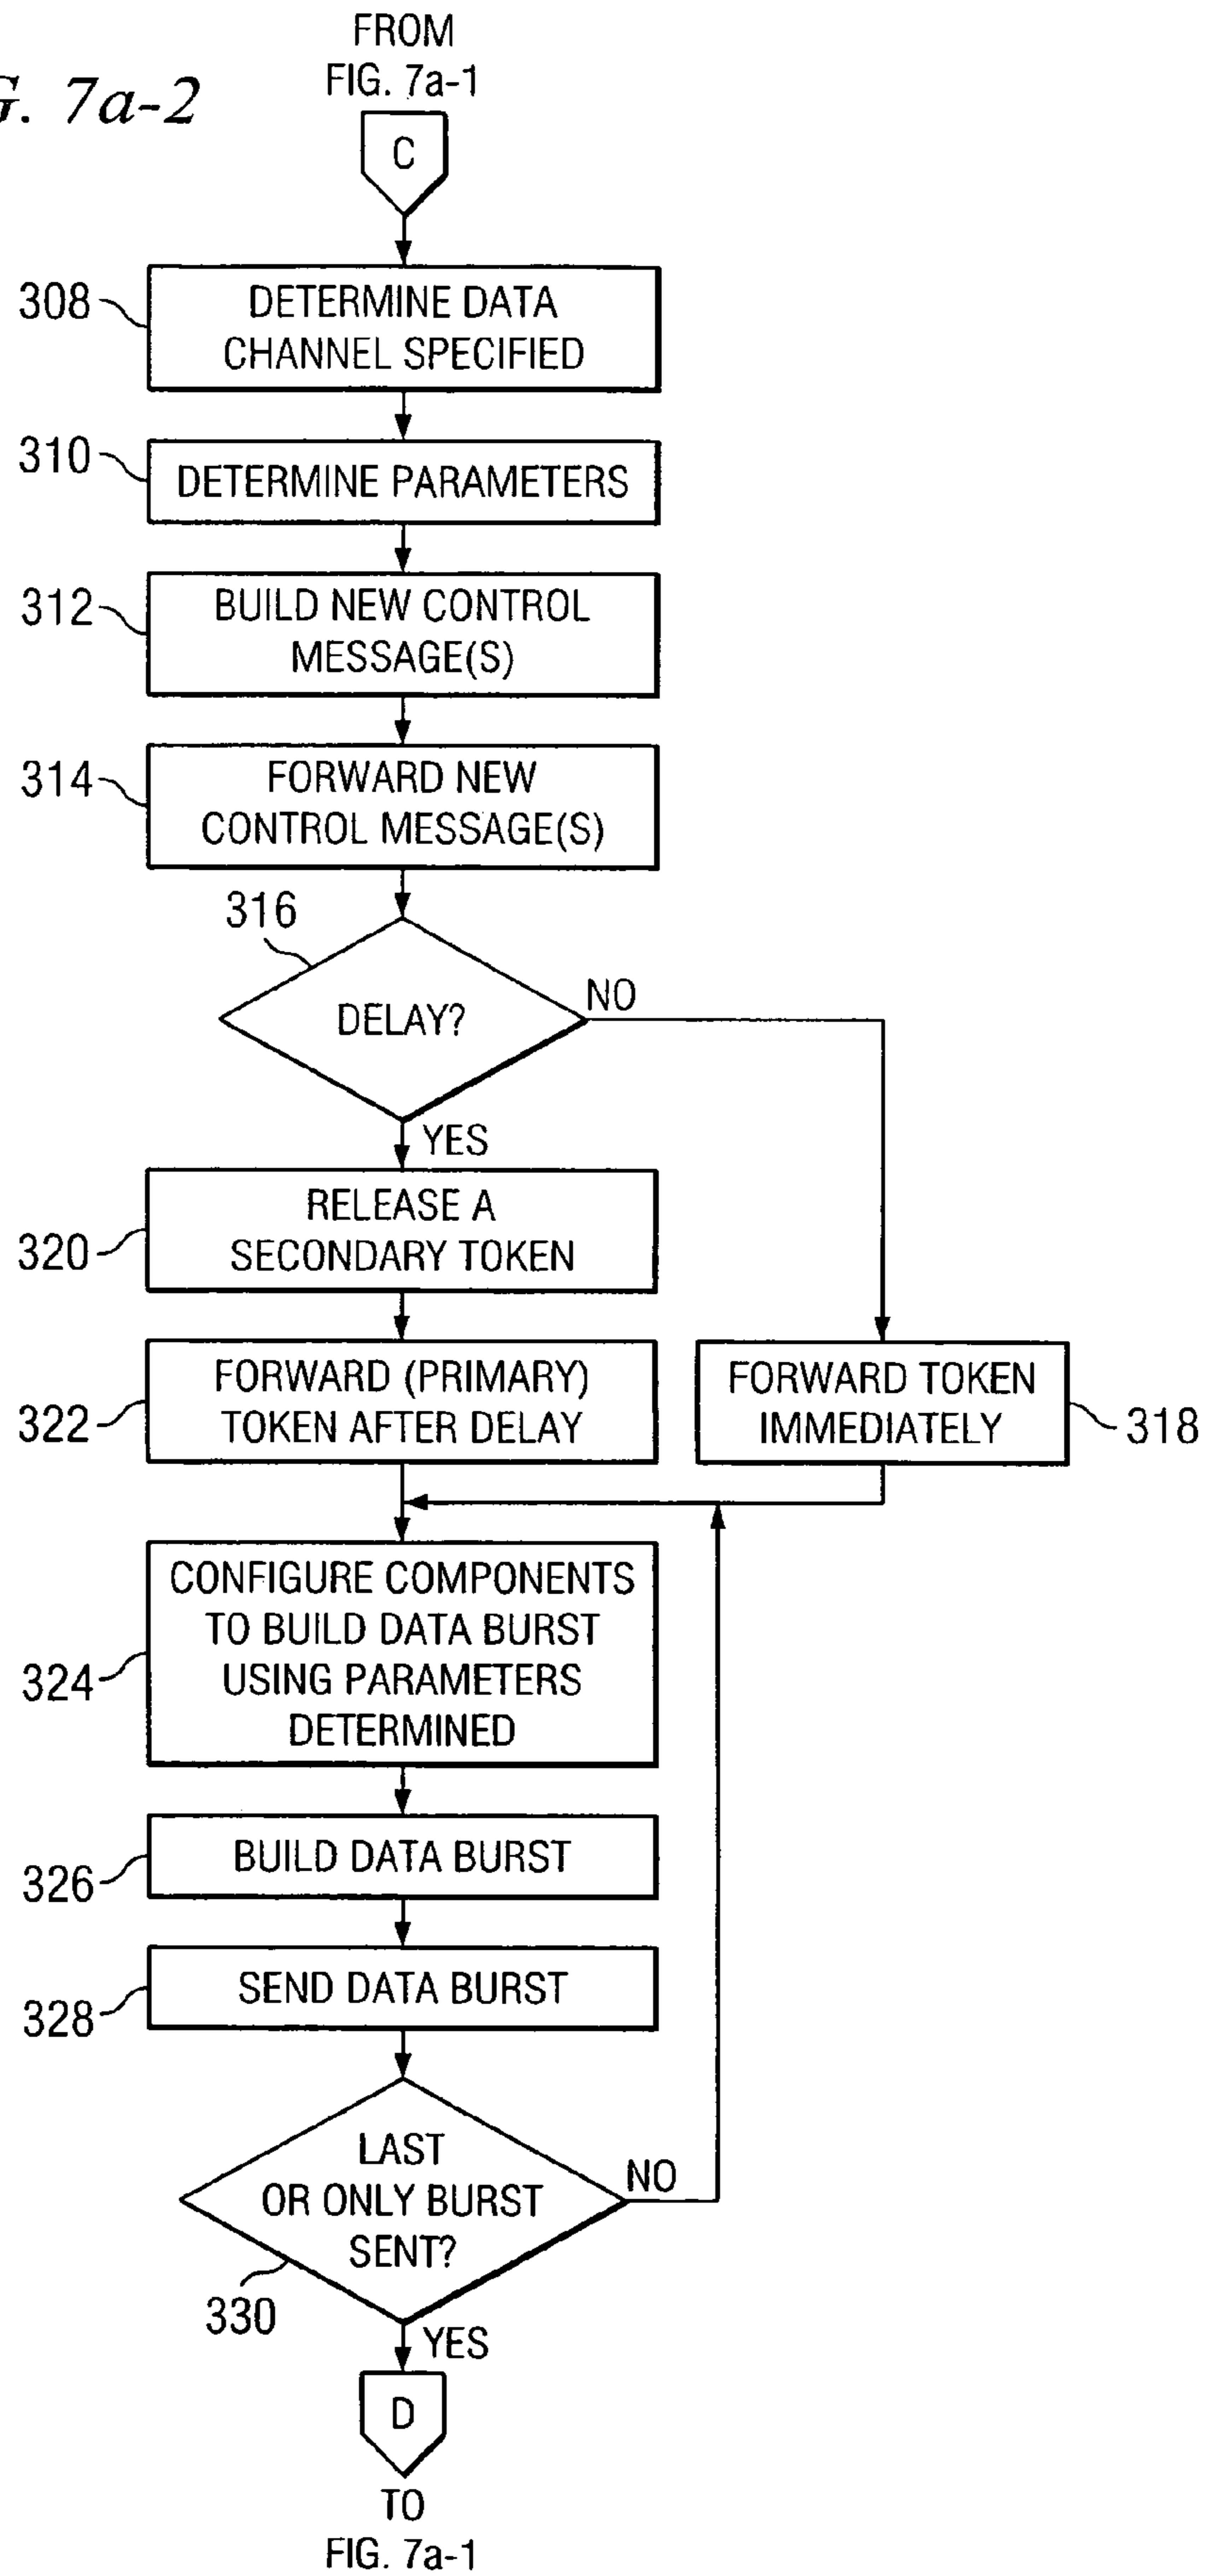 FROM
FIG. 7a-1
G. 7a-2
C
308
DETERMINE DATA
CHANNEL SPECIFIED
310
DETERMINE PARAMETERS
312
BUILD NEW CONTROL
MESSAGE(S)
314
FORWARD NEW
CONTROL MESSAGE(S)
316
DELAY?
NO
YES
320
RELEASE A
SECONDARY TOKEN
322
FORWARD (PRIMARY)
TOKEN AFTER DELAY
FORWARD TOKEN
IMMEDIATELY
318
324
CONFIGURE COMPONENTS
TO BUILD DATA BURST
USING PARAMETERS
DETERMINED
326
BUILD DATA BURST
328
SEND DATA BURST
LAST
OR ONLY BURST
SENT?
NO
330
YES
D
TO
FIG. 7a-1